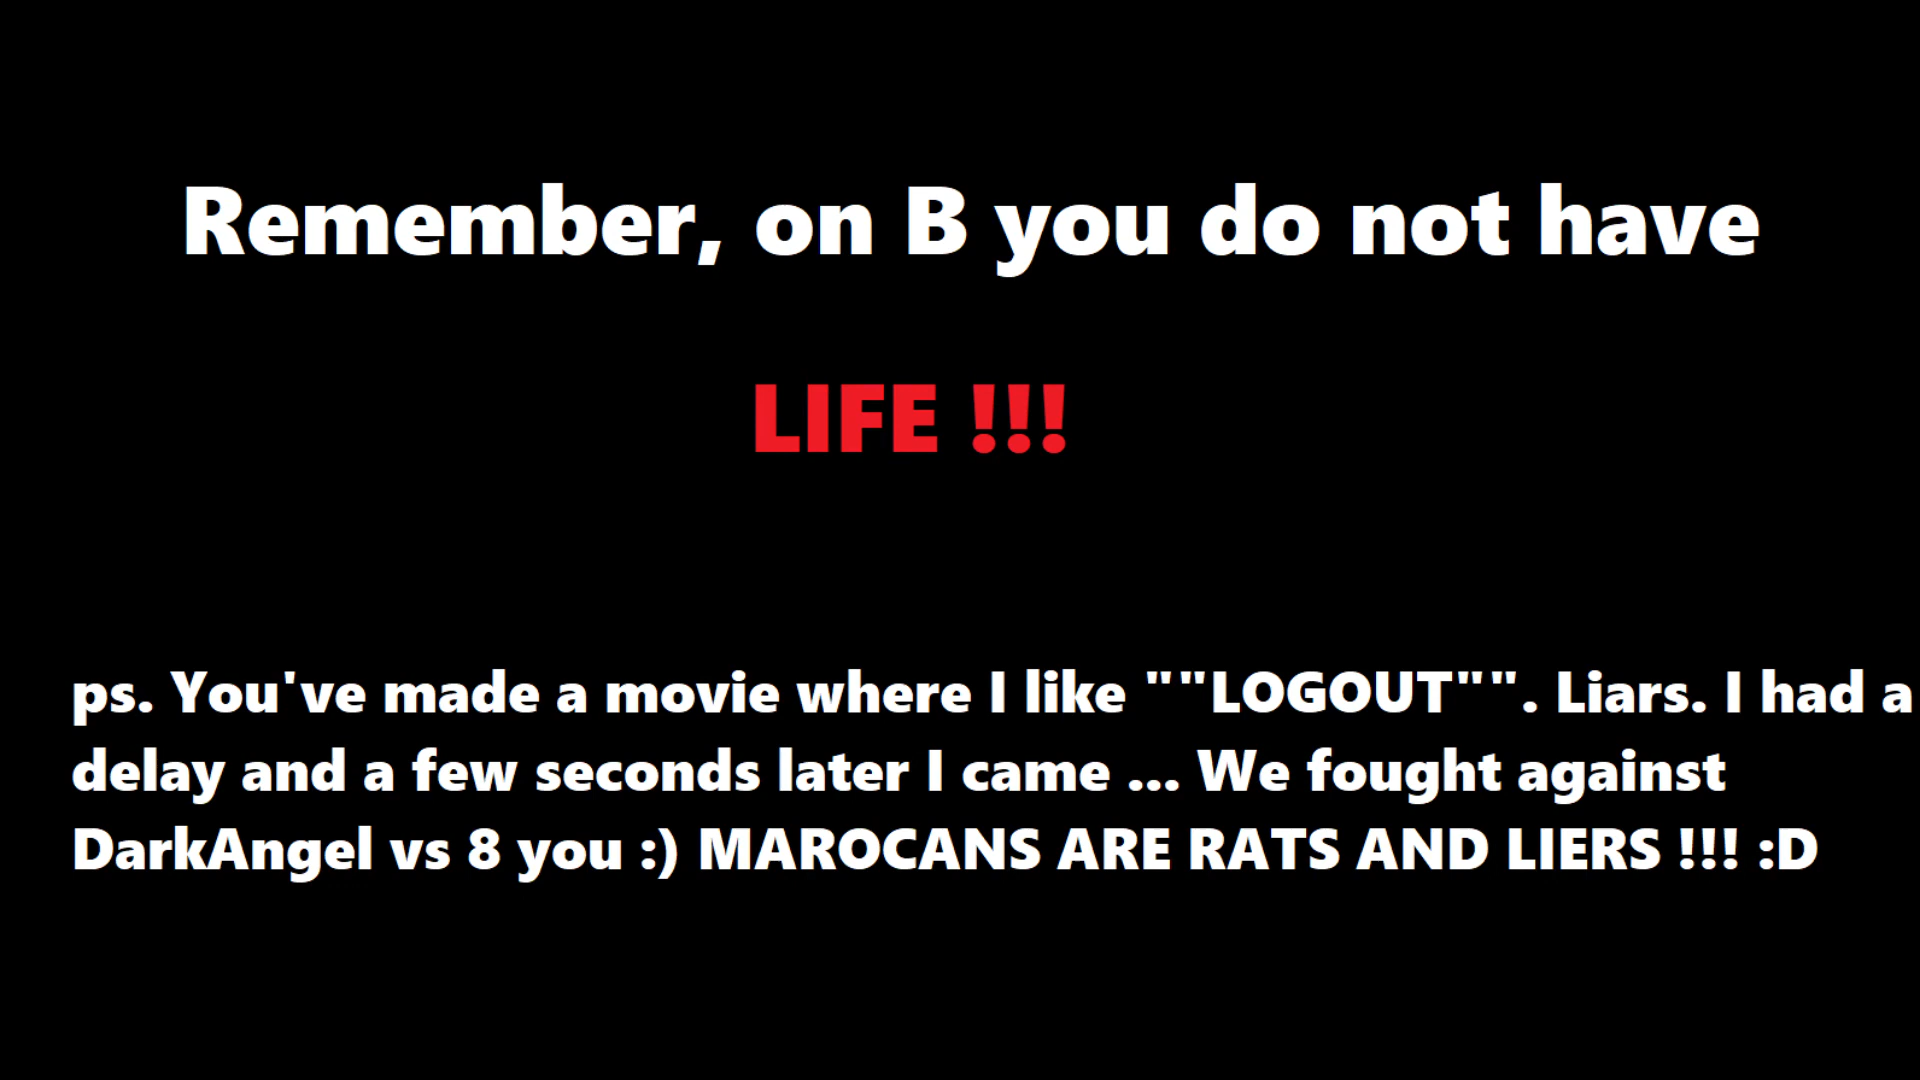 Remember, on B you do not have
LIFE !!!
ps. You've made a movie where I like ""LOGOUT"". Liars. I had a
delay and a few seconds later I came ... We fought against
DarkAngel vs 8 you :) MAROCANS ARE RATS AND LIERS !!! :D